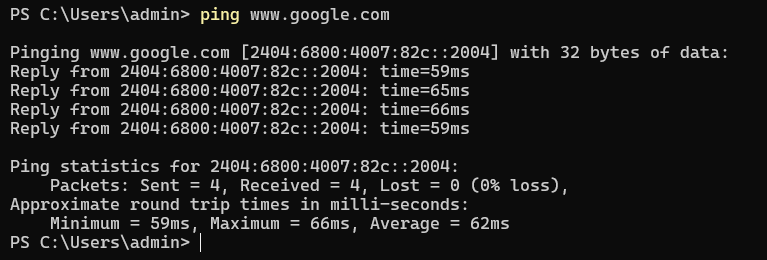 PS C:\Users\admin> ping www.google.com
Pinging www.google.com [2404:6800:4007:82c::2004] with 32 bytes of data:
Reply from 2404:6800:4007:82c::2004: time=59ms
Reply from 2404:6800:4007:82c::2004: time=65ms
Reply from 2404:6800:4007:82c::2004: time=66ms
Reply from 2404:6800:4007:82c::2004: time=59ms
Ping statistics for 2404:6800:4007:82c::2004:
    Packets: Sent = 4, Received = 4, Lost = 0 (0% loss),
Approximate round trip times in milli-seconds:
    Minimum = 59ms, Maximum = 66ms, Average = 62ms
PS C:\Users\admin>